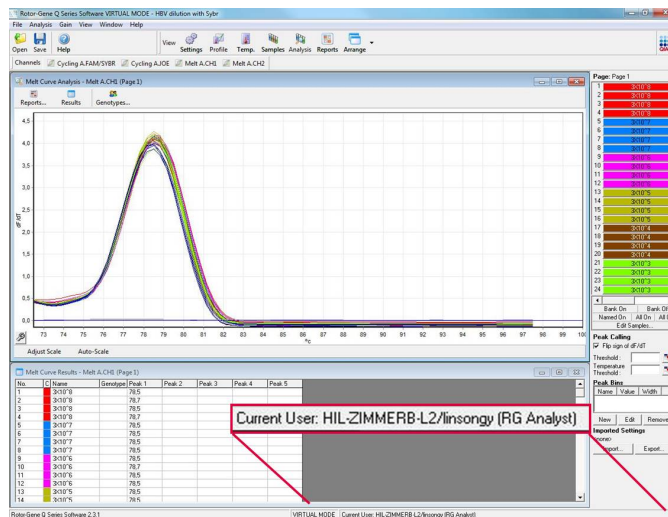 Rotor-Gene Q Series Software VIRTUAL MODE - HBV dilution with Sybr
File Analysis Gain View Window Help
Open Save Help View Settings Profile Temp. Samples Analysis Reports Arrange
Channels Cycling A.FAM/SYBR Cycling A.JOE Melt A.CH1 Melt A.CH2
Melt Curve Analysis - Melt A.CH1 (Page 1)
Reports... Results Genotypes...
4,5
4,0
3,5
3,0
2,5
2,0
1,5
1,0
0,5
0,0
dF/dT
73 74 75 76 77 78 79 80 81 82 83 84 85 86 87 88 89 90 91 92 93 94 95 96 97 98 99 100
°C
Adjust Scale Auto-Scale
Page: Page 1
1 3x10^8
2 3x10^8
3 3x10^8
4 3x10^8
5 3x10^7
6 3x10^7
7 3x10^7
8 3x10^7
9 3x10^6
10 3x10^6
11 3x10^6
12 3x10^6
13 3x10^5
14 3x10^5
15 3x10^5
16 3x10^5
17 3x10^4
18 3x10^4
19 3x10^4
20 3x10^4
21 3x10^3
22 3x10^3
23 3x10^3
24 3x10^3
Bank On Bank Of
Named On All On All
Edit Samples...
Peak Calling
Flip sign of dF/dT
Threshold:
Temperature
Threshold:
Peak Bins
Name Value Width
New Edit Remove
Imported Settings
<none>
Import... Export...
Melt Curve Results - Melt A.CH1 (Page 1)
No. C Name Genotype Peak 1 Peak 2 Peak 3 Peak 4 Peak 5
1 3x10^8 78,5
2 3x10^8 78,7
3 3x10^8 78,5
4 3x10^8 78,7
5 3x10^7 78,5
6 3x10^7 78,5
7 3x10^7 78,5
8 3x10^7 78,5
9 3x10^6 78,5
10 3x10^6 78,7
11 3x10^6 78,5
12 3x10^6 78,5
13 3x10^5 78,5
14 3x10^5 78,5
Current User: HIL-ZIMMERB-L2/linsongy (RG Analyst)
Rotor-Gene Q Series Software 2.3.1 VIRTUAL MODE Current User: HIL-ZIMMERB-L2/linsongy (RG Analyst)